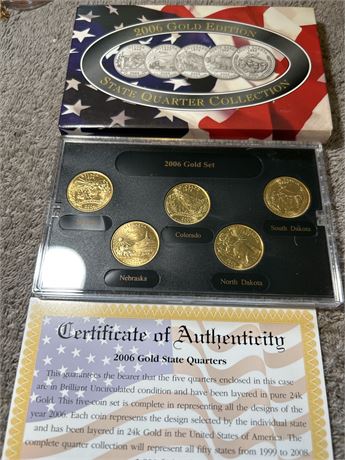 2006 GOLD EDITION
STATE QUARTER COLLECTION
2006 Gold Set
Colorado
South Dakota
Nebraska
North Dakota
Certificate of Authenticity
2006 Gold State Quarters
This guarantees the bearer that the five quarters enclosed in this case
are in Brilliant Uncirculated condition and have been layered in pure 24k
Gold. This five-coin set is complete in representing all the designs of the
year 2006. Each coin represents the design selected by the individual state
and has been layered in 24k Gold in the United States of America. The
complete quarter collection will represent all fifty states from 1999 to 2008.